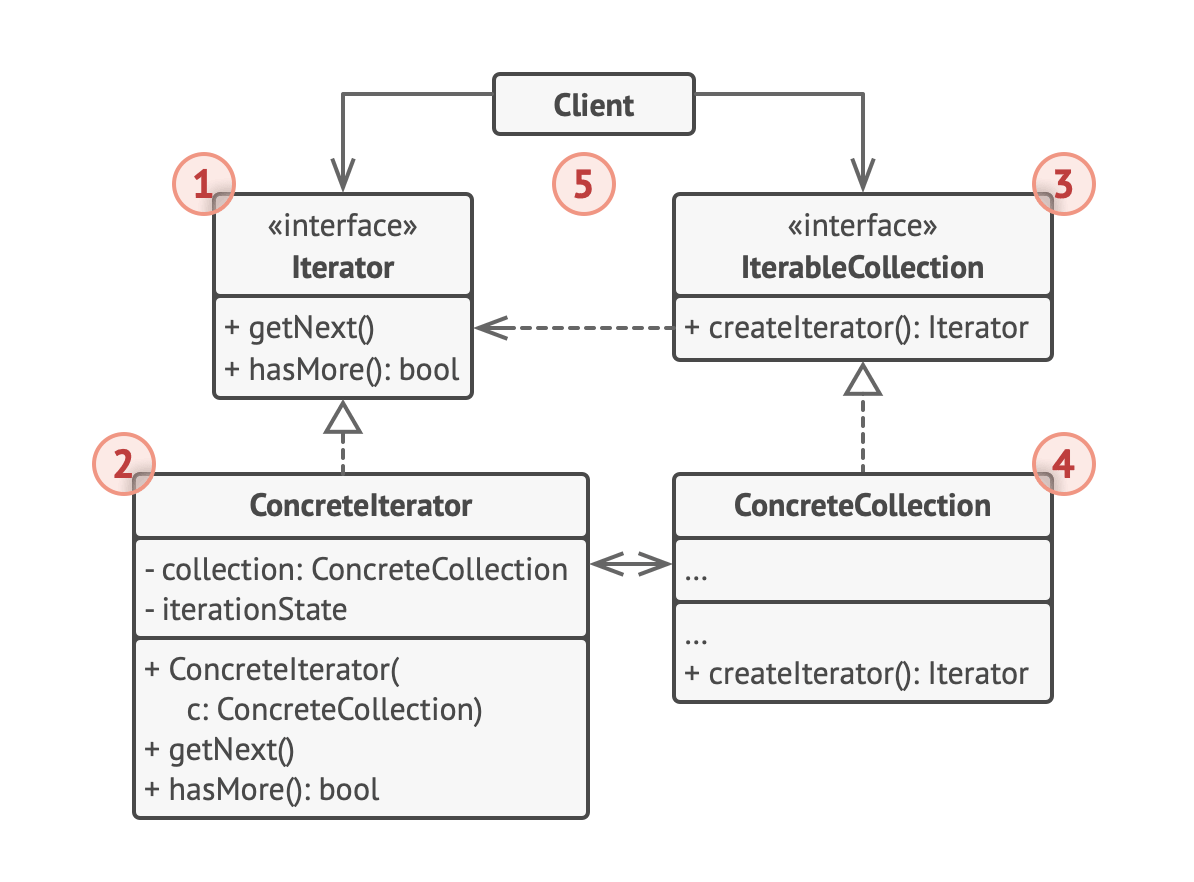 Client
1
5
3
«interface»
Iterator
+ getNext()
+ hasMore(): bool
«interface»
IterableCollection
+ createIterator(): Iterator
2
ConcreteIterator
- collection: ConcreteCollection
- iterationState
+ ConcreteIterator(
c: ConcreteCollection)
+ getNext()
+ hasMore(): bool
4
ConcreteCollection
...
...
+ createIterator(): Iterator